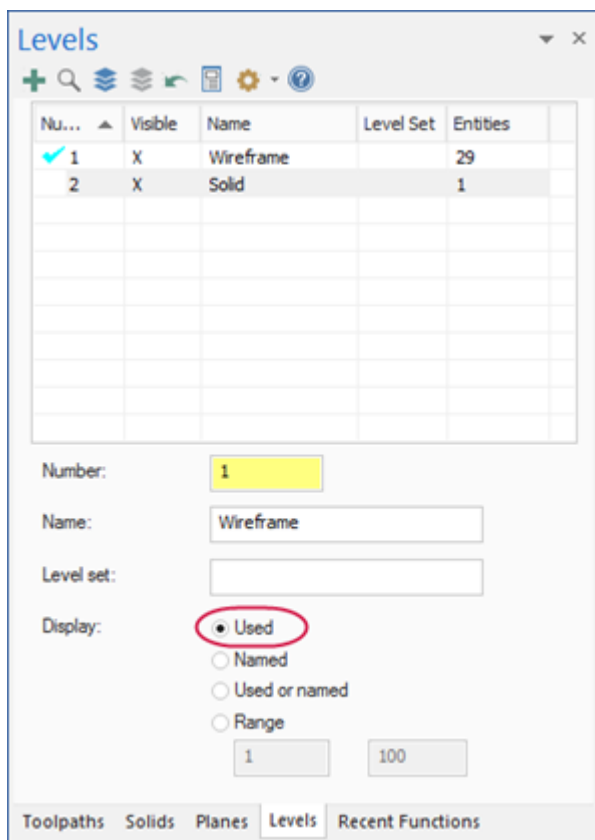 Levels
Nu... Visible Name Level Set Entities
1 X Wireframe 29
2 X Solid 1
Number: 1
Name: Wireframe
Level set:
Display: Used
Named
Used or named
Range
1 100
Toolpaths Solids Planes Levels Recent Functions